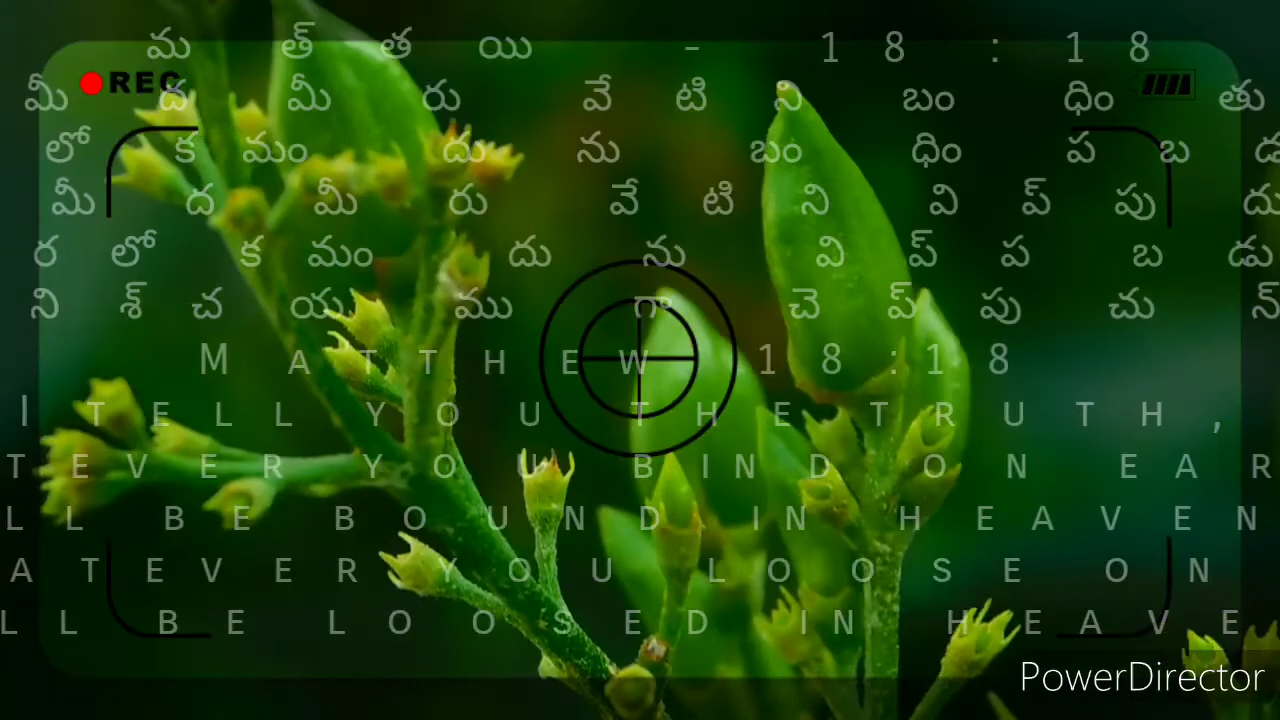 మత్తయి - 18:18
REC
మీద మీరు వేటి బంధింతు
లోకమందును బంధింపబడ
మీద మీరు వేటిని విప్పుదు
రలోకమందును విప్పబడు
నిశ్చయముగా చెప్పుచున్
MATTHEW 18:18
I TELL YOU THE TRUTH,
TEVER YOU BIND ON EAR
LL BE BOUND IN HEAVEN
ATEVER YOU LOOSE ON
LL BE LOOSED IN HEAVE
PowerDirector